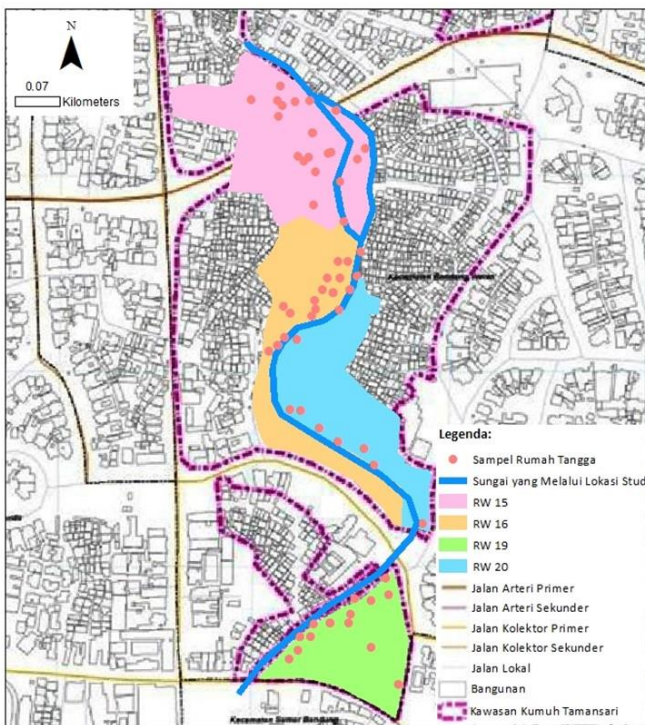 N
0.07
Kilometers
Kecamatan Bandung Wetan
Legenda:
Sampel Rumah Tangga
Sungai yang Melalui Lokasi Stud
RW 15
RW 16
RW 19
RW 20
Jalan Arteri Primer
Jalan Arteri Sekunder
Jalan Kolektor Primer
Jalan Kolektor Sekunder
Jalan Lokal
Bangunan
Kawasan Kumuh Tamansari
Kecamatan Sumur Bandung